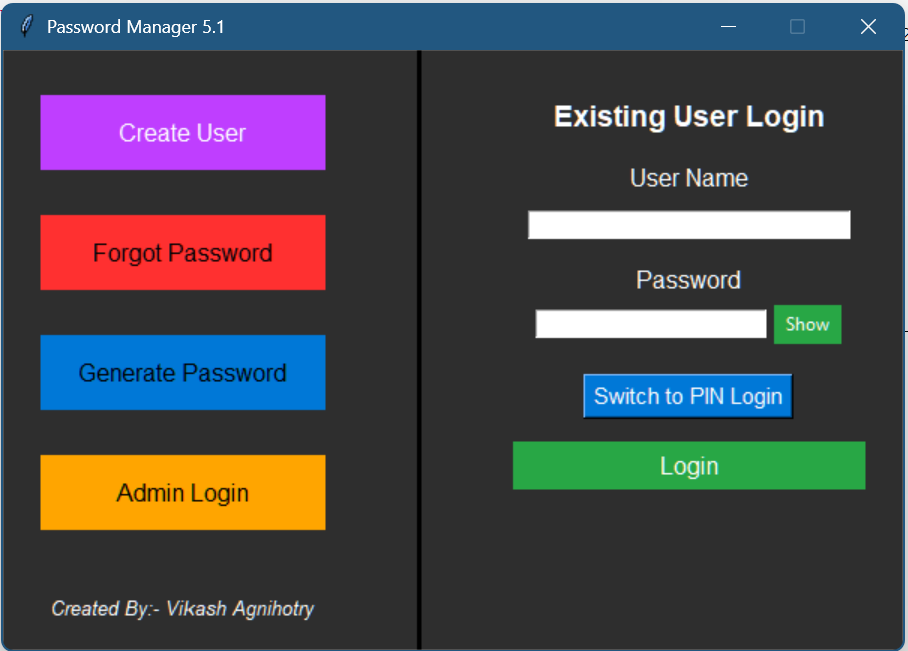 Password Manager 5.1
Create User
Forgot Password
Generate Password
Admin Login
Created By:- Vikash Agnihotry
Existing User Login
User Name
Password
Show
Switch to PIN Login
Login